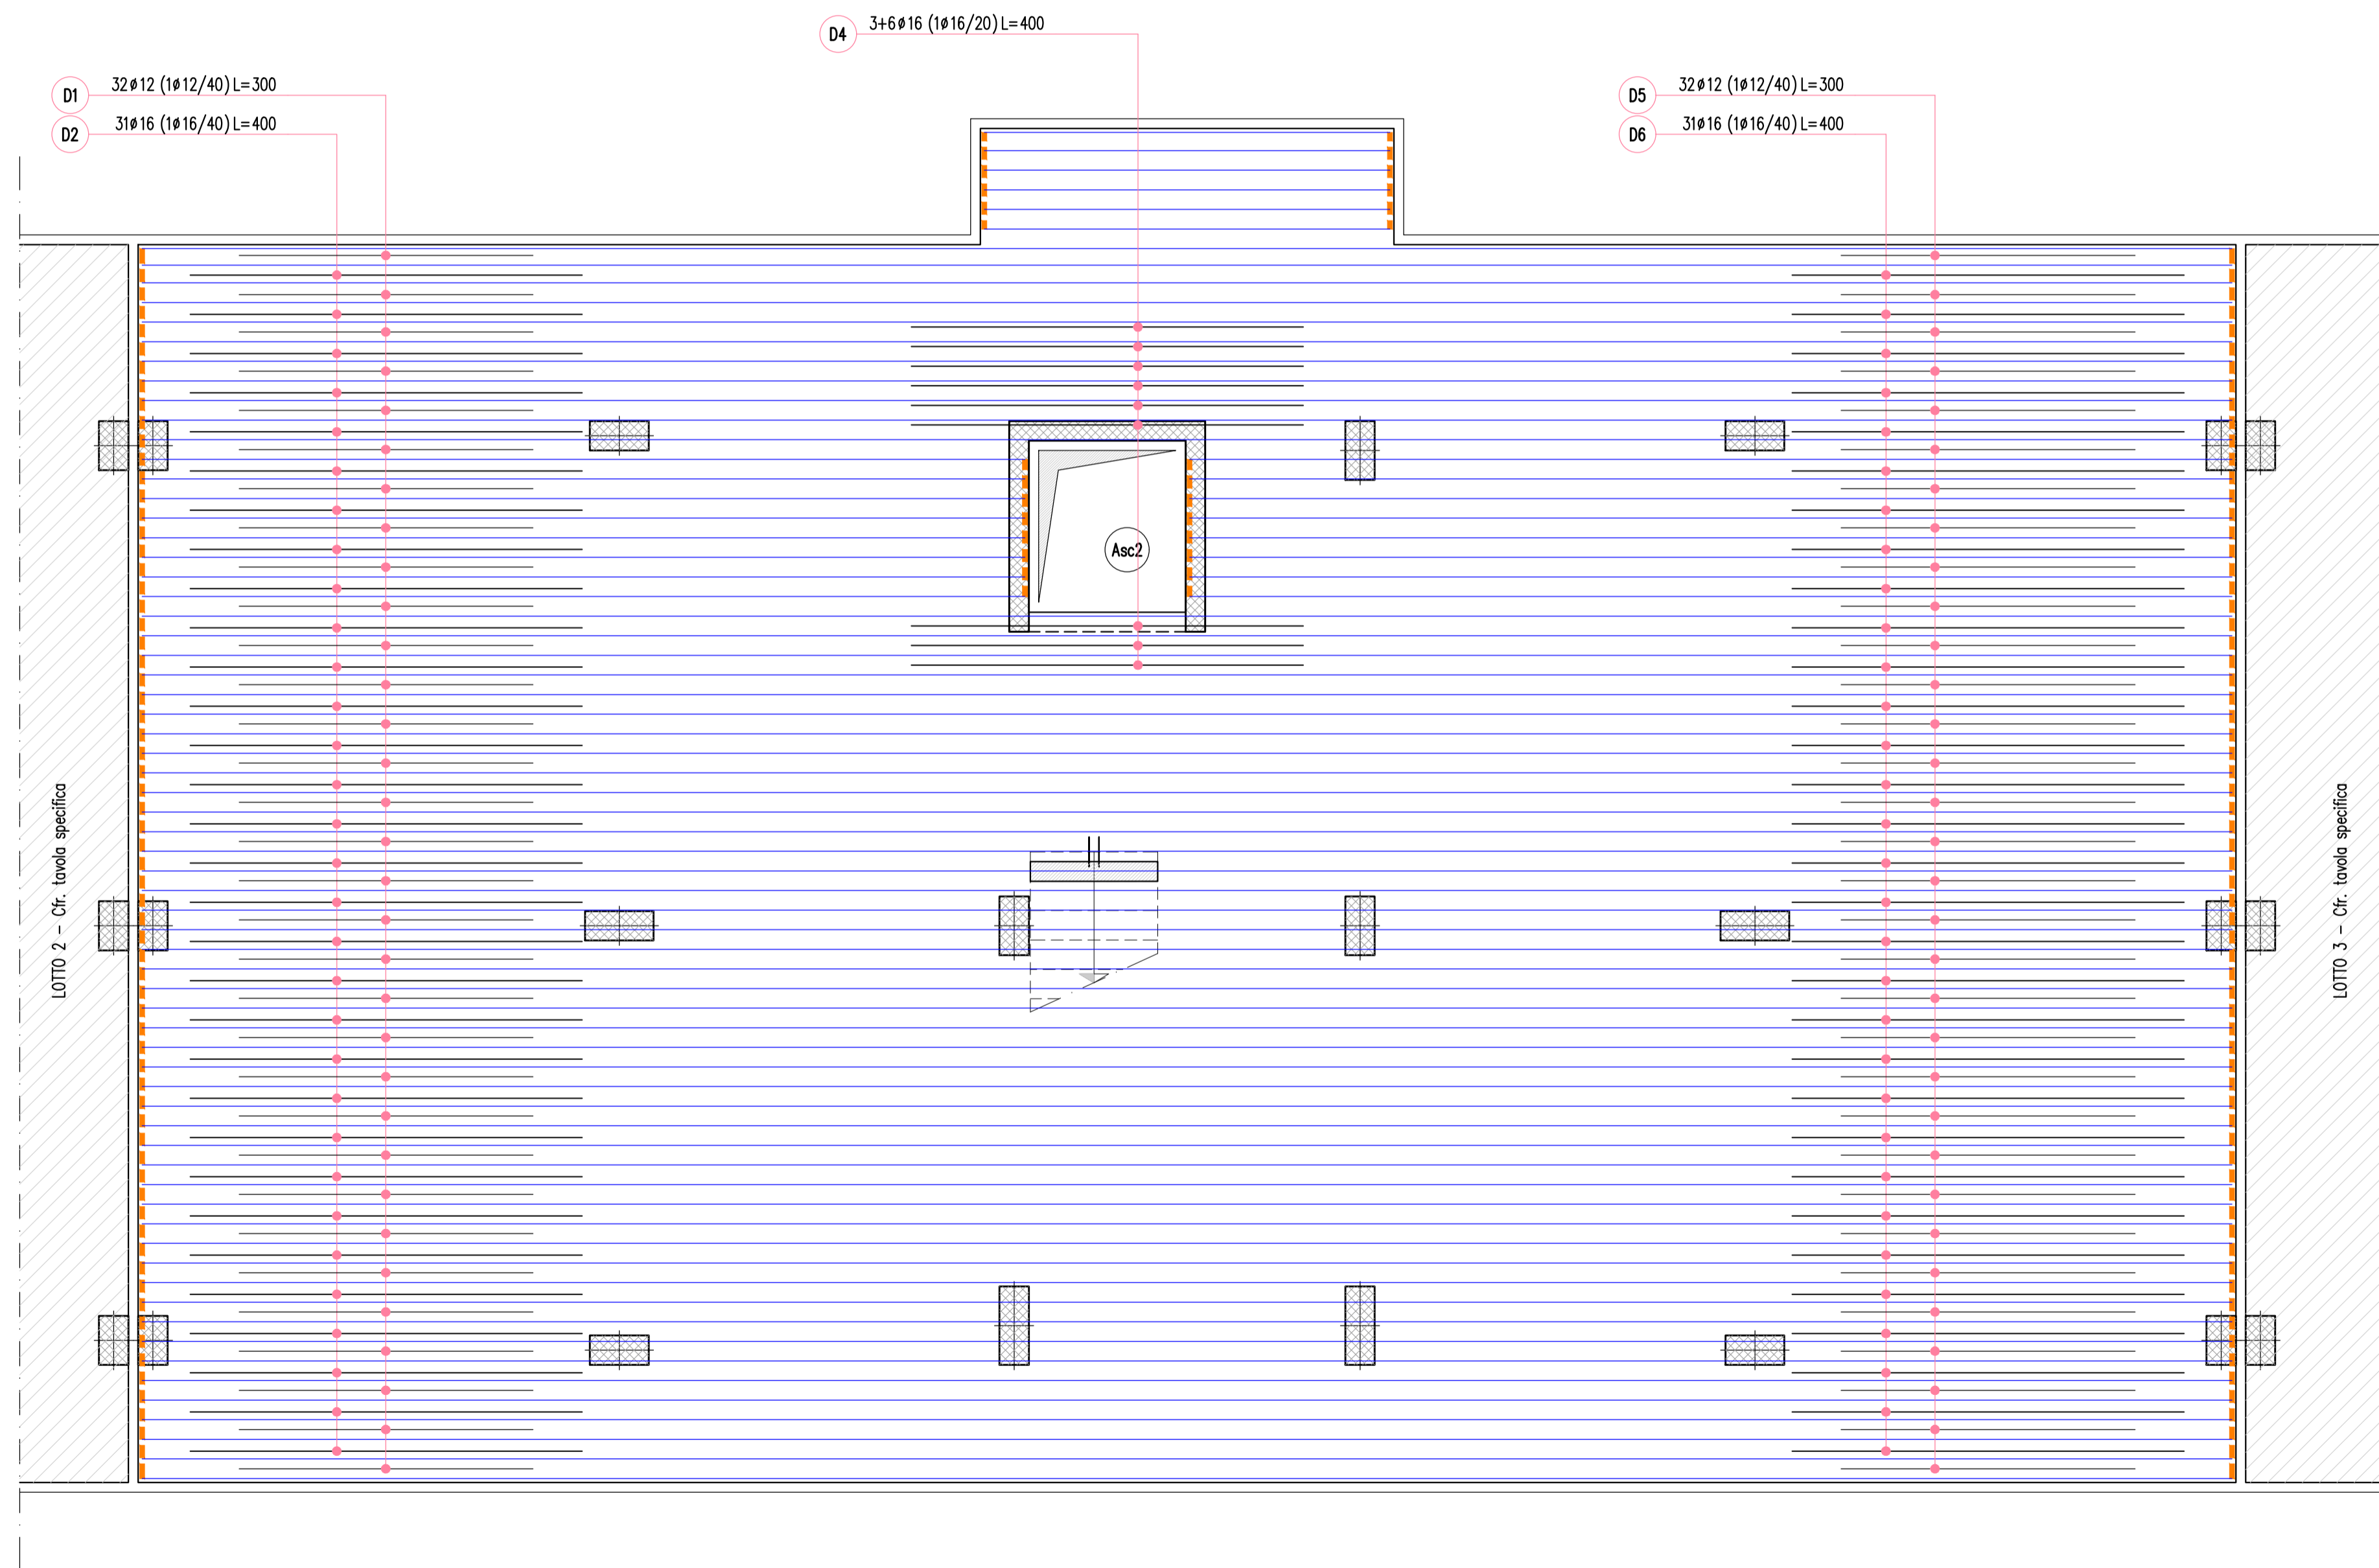 D4 3+6ø16 (1ø16/20) L=400
D1 32ø12 (1ø12/40) L=300
D2 31ø16 (1ø16/40) L=400
D5 32ø12 (1ø12/40) L=300
D6 31ø16 (1ø16/40) L=400
Asc2
LOTTO 2 - Cfr. tavola specifica
LOTTO 3 - Cfr. tavola specifica